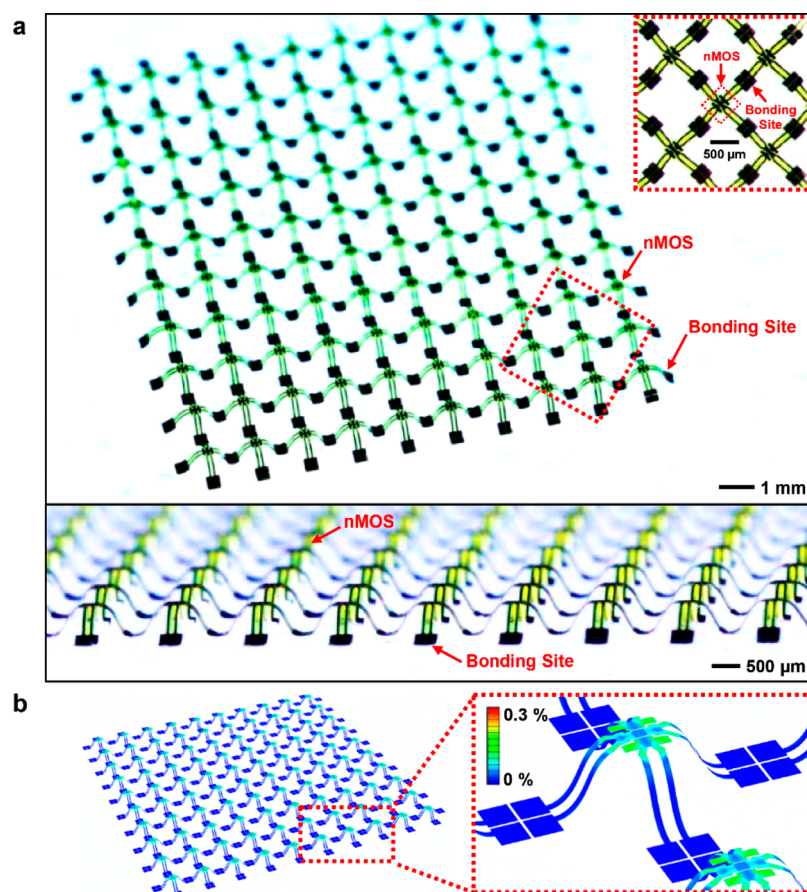 a
nMOS
Bonding
Site
500 µm
nMOS
Bonding Site
1 mm
nMOS
Bonding Site
500 µm
b
0.3 %
0 %